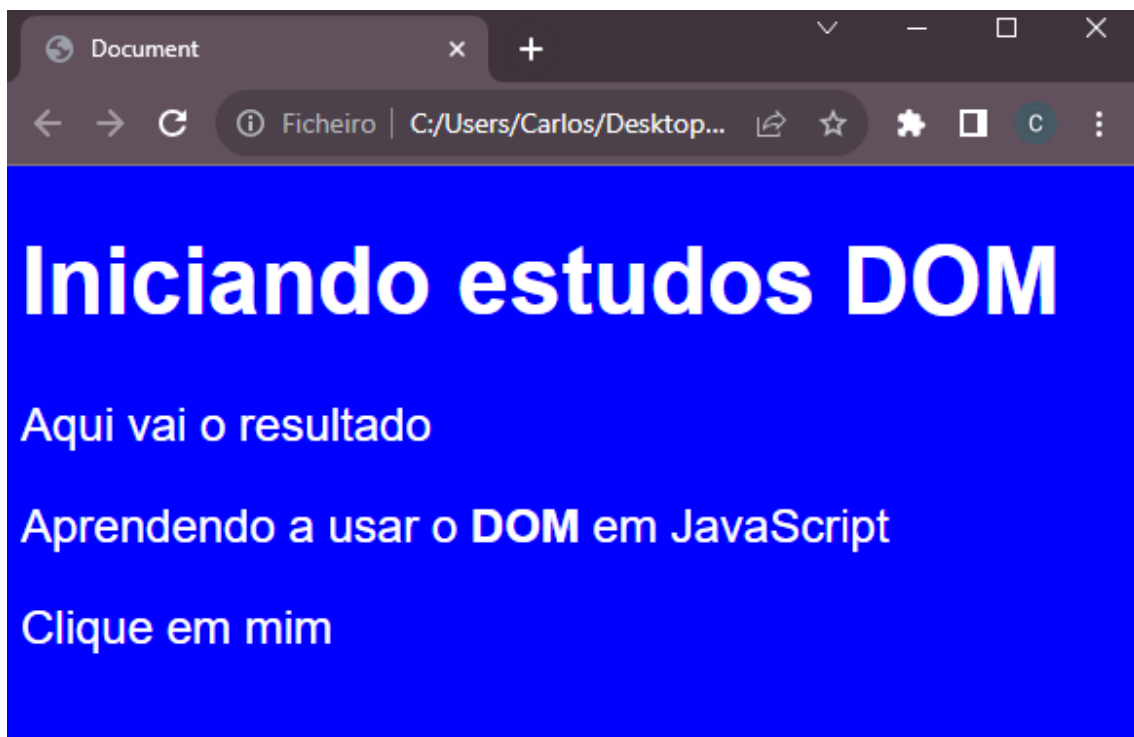 Document
Ficheiro C:/Users/Carlos/Desktop...
C
Iniciando estudos DOM
Aqui vai o resultado
Aprendendo a usar o DOM em JavaScript
Clique em mim